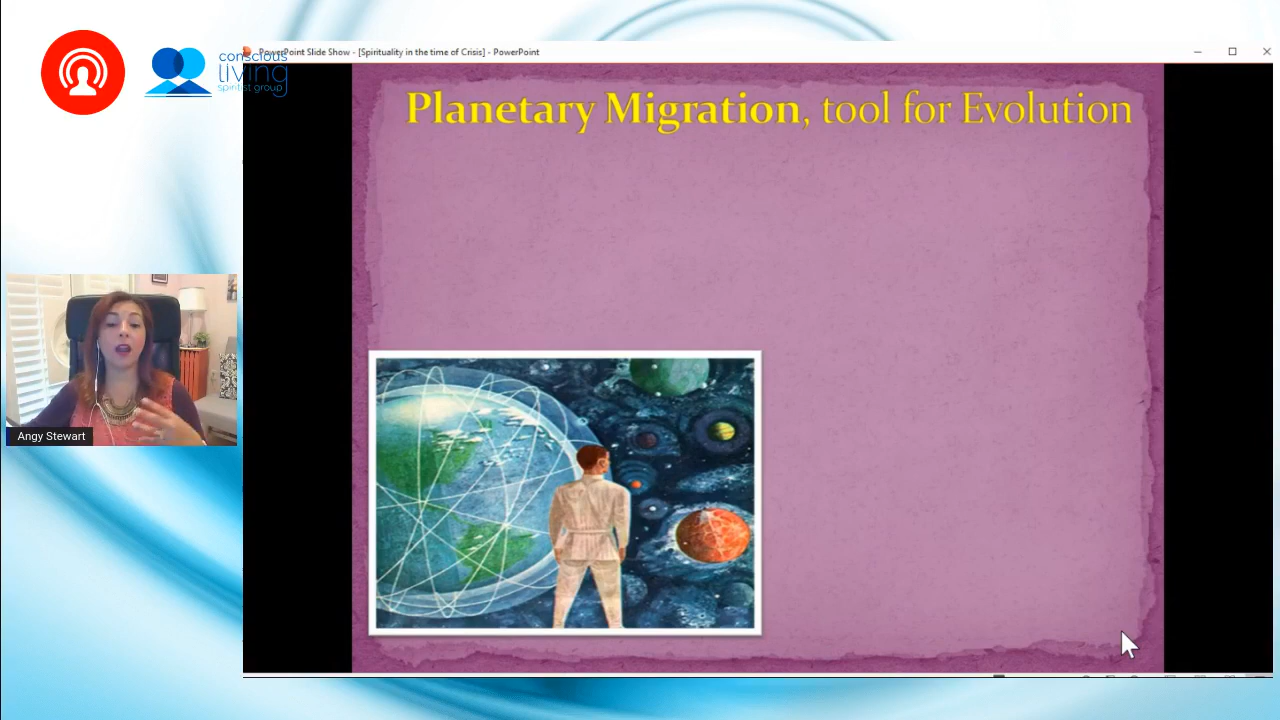 conscious
living
spiritist group
PowerPoint Slide Show - [Spirituality in the time of Crisis] - PowerPoint
Planetary Migration, tool for Evolution
Angy Stewart